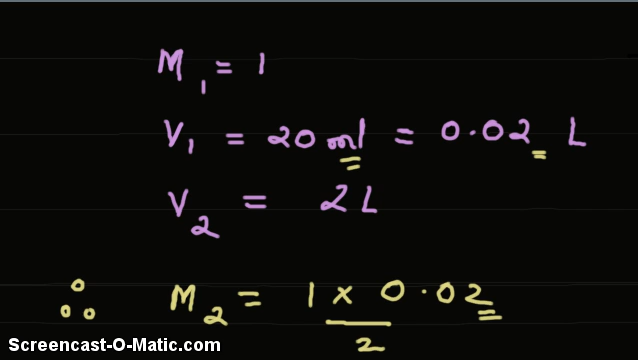 M₁ = 1
V₁ = 20 ml = 0.02 L
V₂ = 2 L
∴ M₂ = 1 × 0.02
2
Screencast-O-Matic.com